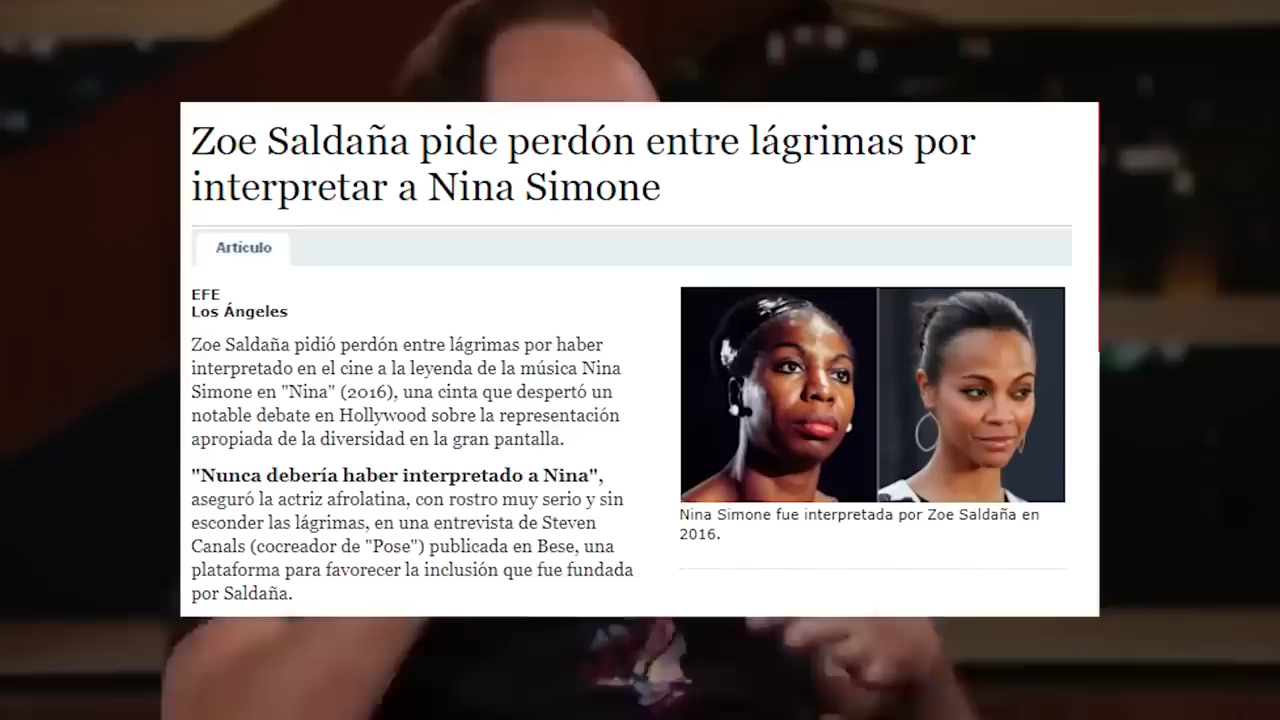 Zoe Saldaña pide perdón entre lágrimas por
interpretar a Nina Simone
Artículo
EFE
Los Ángeles
Zoe Saldaña pidió perdón entre lágrimas por haber
interpretado en el cine a la leyenda de la música Nina
Simone en "Nina" (2016), una cinta que despertó un
notable debate en Hollywood sobre la representación
apropiada de la diversidad en la gran pantalla.
"Nunca debería haber interpretado a Nina",
aseguró la actriz afrolatina, con rostro muy serio y sin
esconder las lágrimas, en una entrevista de Steven
Canals (cocreador de "Pose") publicada en Bese, una
plataforma para favorecer la inclusión que fue fundada
por Saldaña.
Nina Simone fue interpretada por Zoe Saldaña en
2016.